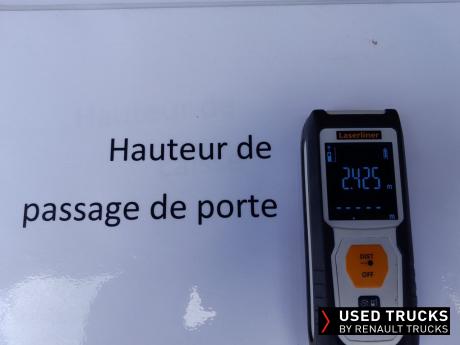 Hauteur de
passage de porte
Laserliner
2.425 m
m
DIST
OFF
USED TRUCKS
BY RENAULT TRUCKS